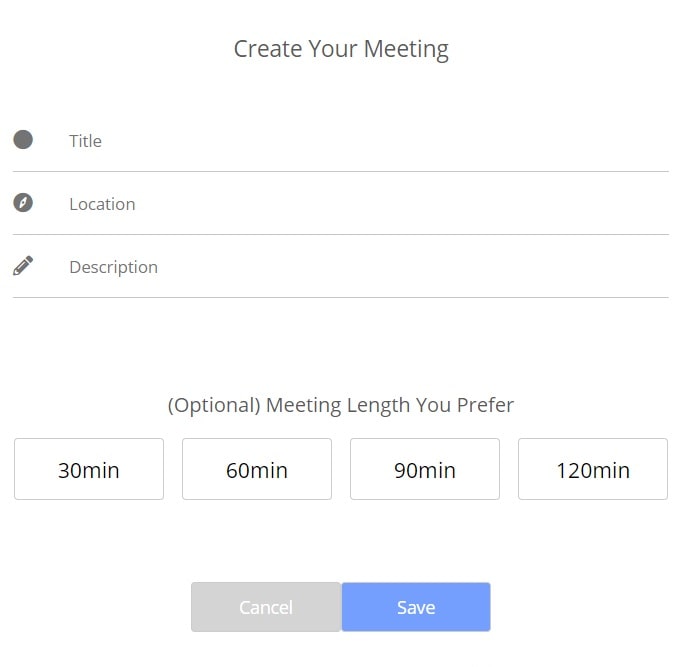 Create Your Meeting
Title
Location
Description
(Optional) Meeting Length You Prefer
30min 60min 90min 120min
Cancel Save